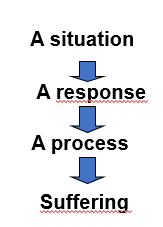 A situation
A response
A process
Suffering